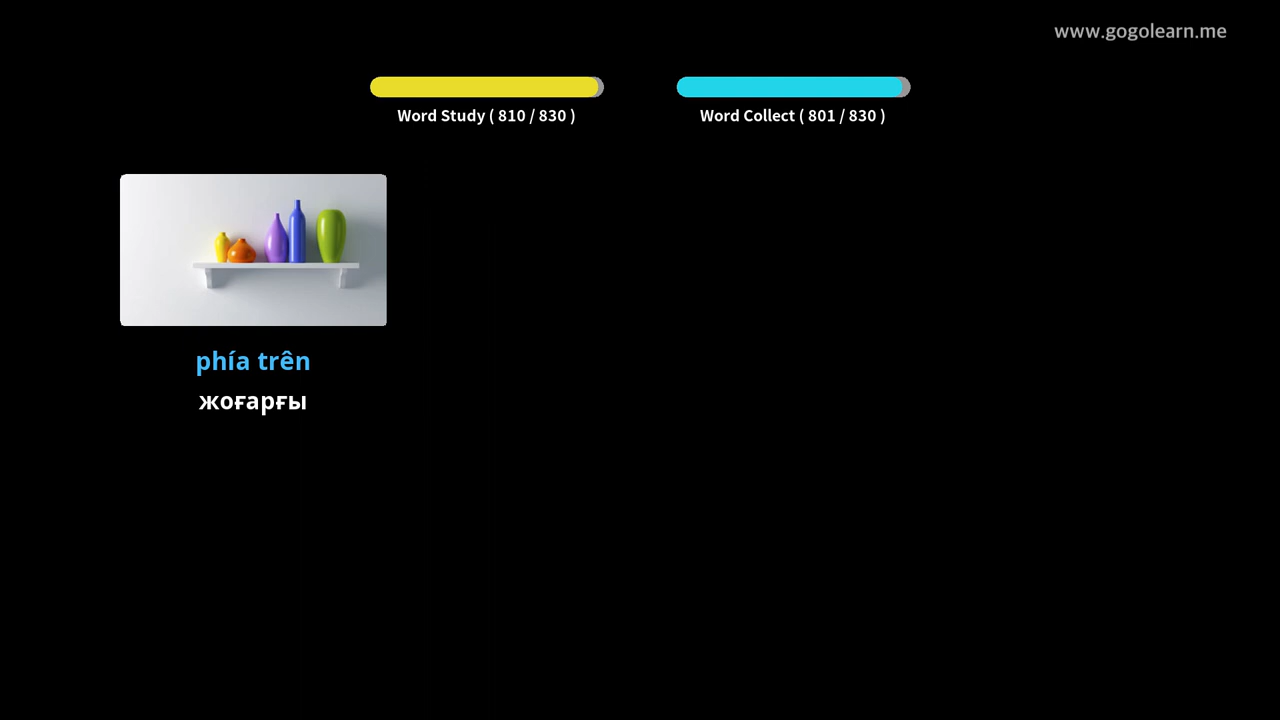 www.gogolearn.me
Word Study ( 810 / 830 )
Word Collect ( 801 / 830 )
phía trên
жоғарғы